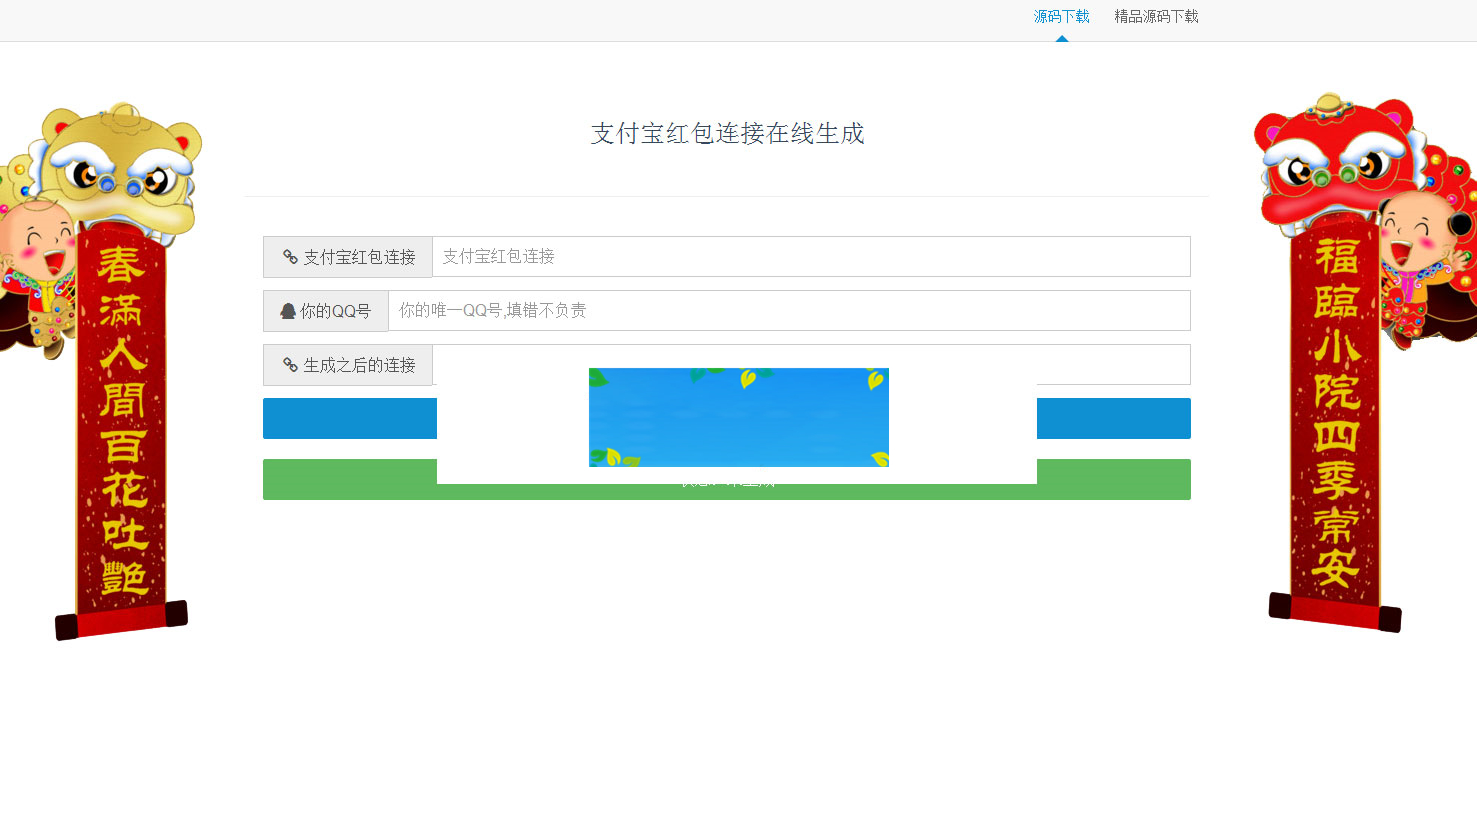 源码下载 精品源码下载
支付宝红包连接在线生成
支付宝红包连接 支付宝红包连接
你的QQ号 你的唯一QQ号,填错不负责
生成之后的连接
春滿人間百花吐艷
福臨小院四季常安